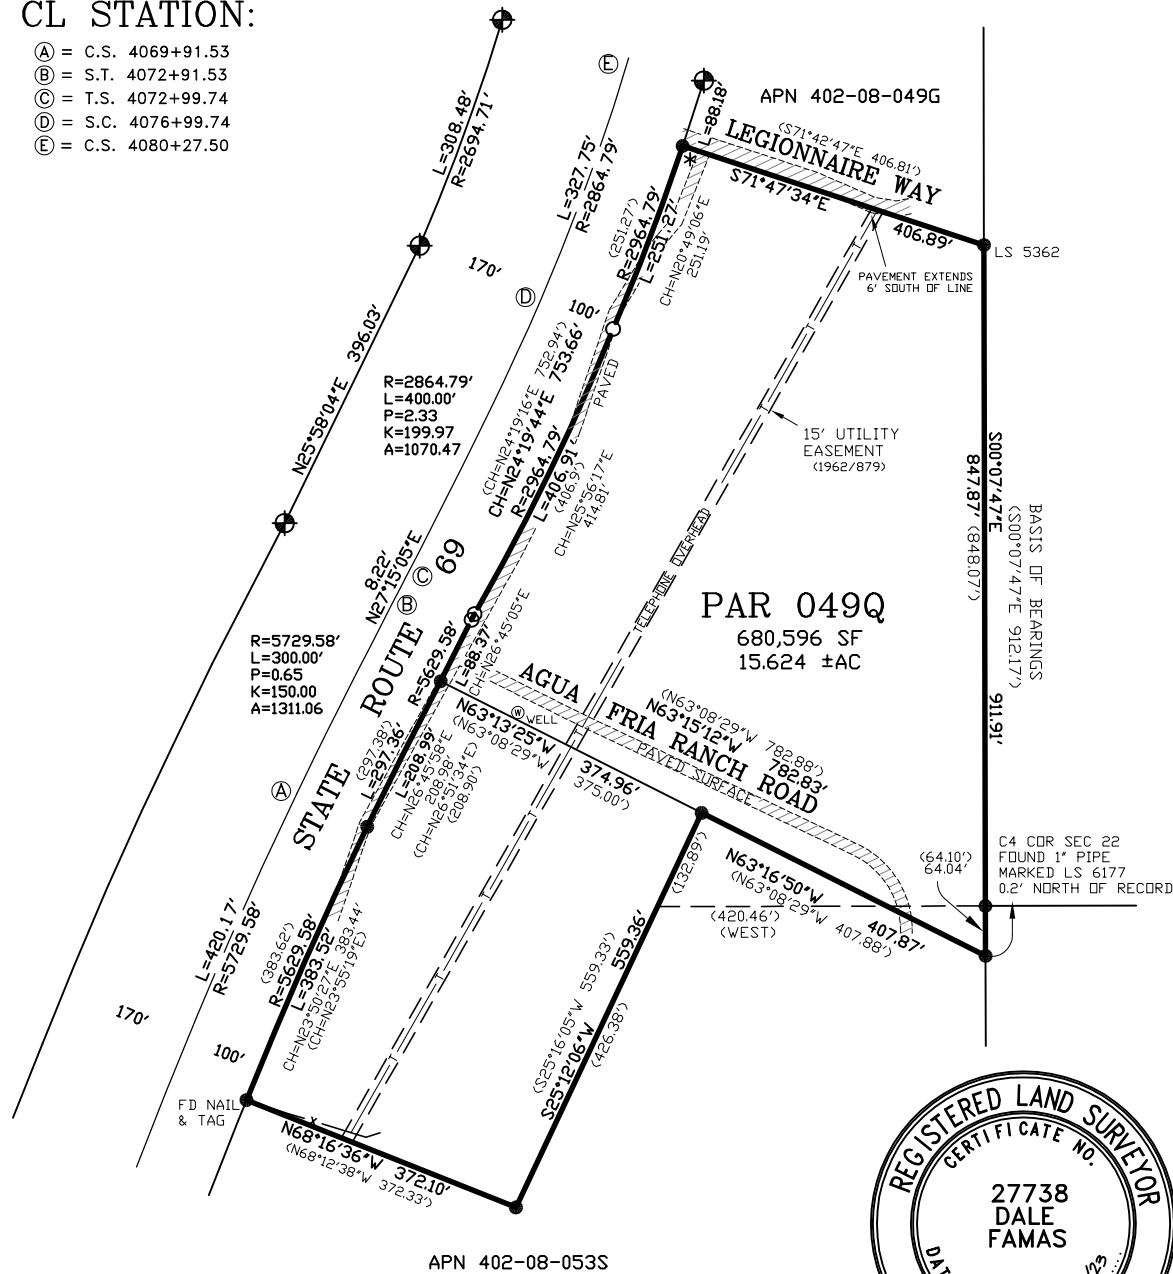 CL STATION:
Ⓐ = C.S. 4069+91.53
Ⓑ = S.T. 4072+91.53
Ⓒ = T.S. 4072+99.74
Ⓓ = S.C. 4076+99.74
Ⓔ = C.S. 4080+27.50
L=308.48'
R=2694.71'
Ⓔ
L=327.75'
R=2864.79'
L=88.18'
APN 402-08-049G
(S71°42'47"E 406.81')
LEGIONNAIRE WAY
*
S71°47'34"E
406.89'
LS 5362
PAVEMENT EXTENDS
6' SOUTH OF LINE
(251.27')
R=2964.79'
L=251.27'
CH=N20°49'06"E
251.19'
170'
Ⓓ
100'
N25°58'04"E 396.03'
R=2864.79'
L=400.00'
P=2.33
K=199.97
A=1070.47
(CH=N24°19'16"E 752.94')
CH=N24°19'44"E 753.66'
R=2964.79'
L=406.91'
(406.9')
CH=N25°56'17"E
414.81'
PAVED
15' UTILITY
EASEMENT
(1962/879)
TELEPHONE OVERHEAD
S00°07'47"E
847.87' (848.07')
911.91'
BASIS OF BEARINGS
(S00°07'47"E 912.17')
8.22'
N27°15'05"E
Ⓒ
Ⓑ
STATE ROUTE 69
PAR 049Q
680,596 SF
15.624 ±AC
R=5729.58'
L=300.00'
P=0.65
K=150.00
A=1311.06
R=5629.58'
L=88.37'
CH=N26°45'05"E
AGUA FRIA RANCH ROAD
Ⓦ WELL
N63°13'25"W
374.96'
(N63°08'29"W
375.00')
(N63°08'29"W 782.88')
N63°15'12"W
782.83'
PAVED SURFACE
(297.38')
L=297.36'
L=208.99'
CH=N26°45'58"E
208.98'
(CH=N26°51'34"E)
(208.90')
Ⓐ
(132.89')
N63°16'50"W
407.87'
(N63°08'29"W 407.88')
(420.46')
(WEST)
(64.10')
64.04'
C4 COR SEC 22
FOUND 1" PIPE
MARKED LS 6177
0.2' NORTH OF RECORD
L=420.17'
R=5729.58'
(383.62')
R=5629.58'
L=383.52'
CH=N23°50'27"E 383.44'
(CH=N23°55'19"E)
(S25°16'05"W 559.33')
S25°12'06"W 559.36'
(426.38')
170'
100'
FD NAIL
& TAG
x
N68°16'36"W 372.10'
(N68°12'38"W 372.33')
APN 402-08-053S
REGISTERED LAND SURVEYOR
CERTIFICATE NO.
27738
DALE
FAMAS